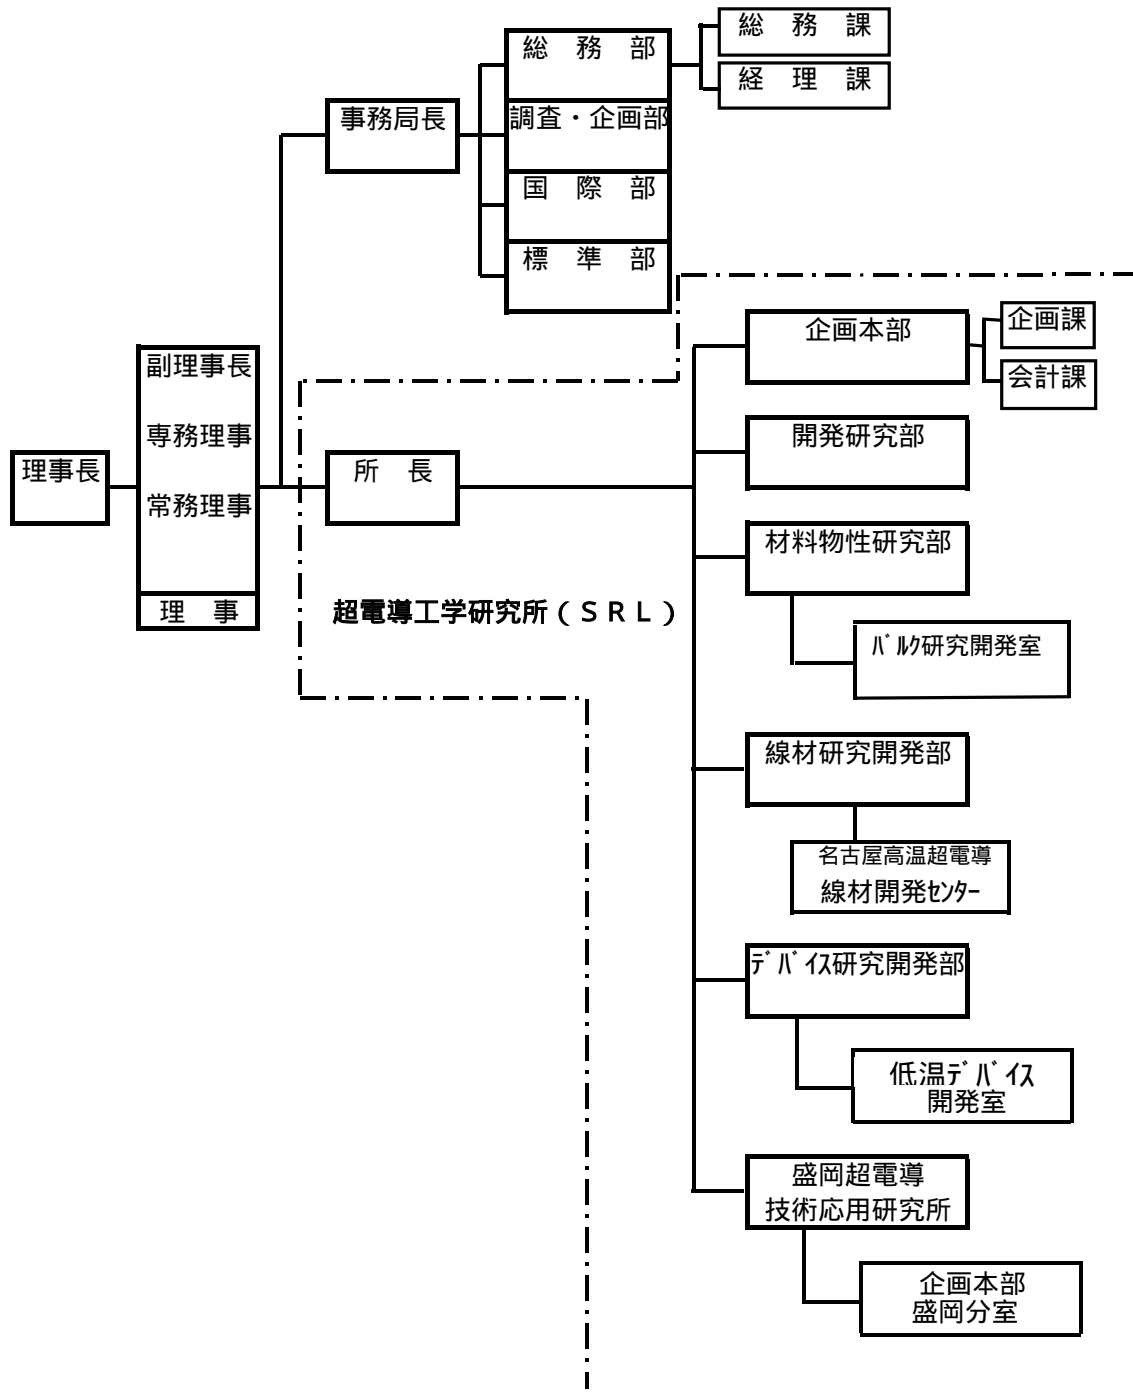 総　務　課
総　務　部
経　理　課
事務局長
調査・企画部
国　際　部
標　準　部
企画本部
企画課
会計課
副理事長
専務理事
常務理事
理　事
理事長
所　長
開発研究部
材料物性研究部
超電導工学研究所（ＳＲＬ）
ﾊﾞﾙｸ研究開発室
線材研究開発部
名古屋高温超電導
線材開発ｾﾝﾀｰ
ﾃﾞﾊﾞｲｽ研究開発部
低温ﾃﾞﾊﾞｲｽ
開発室
盛岡超電導
技術応用研究所
企画本部
盛岡分室